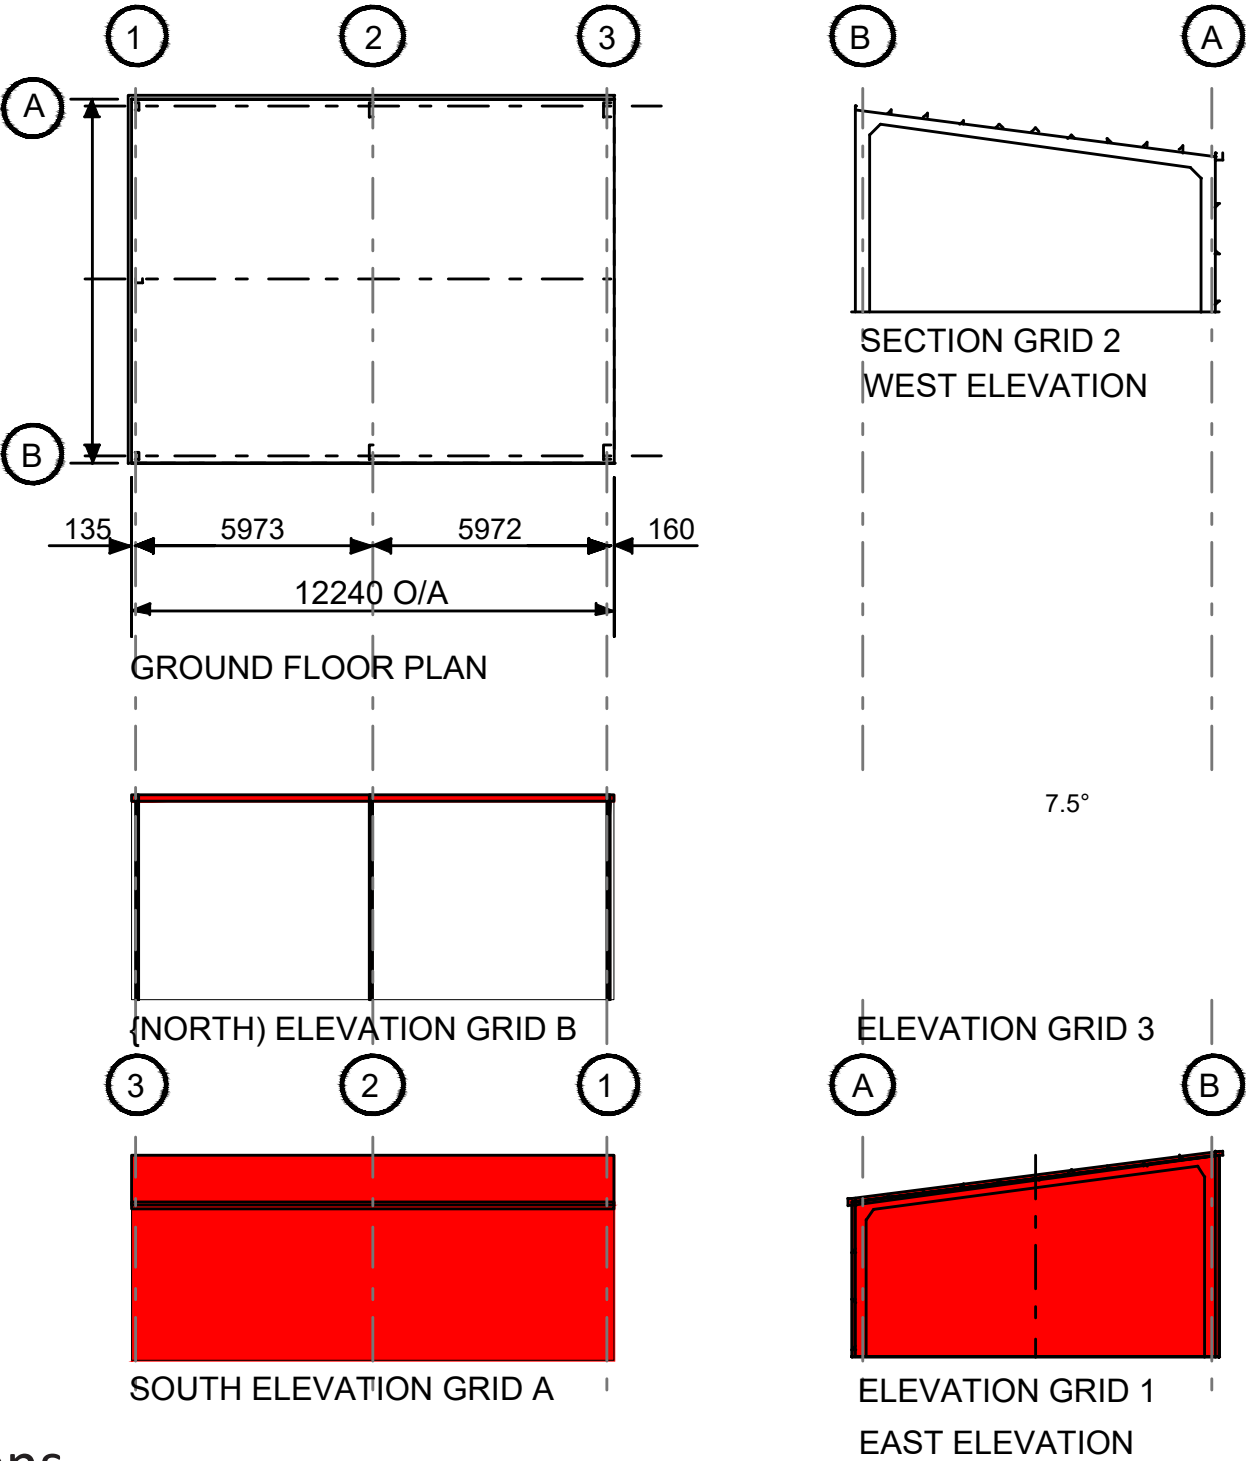 1 2 3 B A
A
B
135 5973 5972 160
12240 O/A
GROUND FLOOR PLAN
SECTION GRID 2
WEST ELEVATION
7.5°
{NORTH) ELEVATION GRID B
ELEVATION GRID 3
3 2 1 A B
SOUTH ELEVATION GRID A
ELEVATION GRID 1
EAST ELEVATION